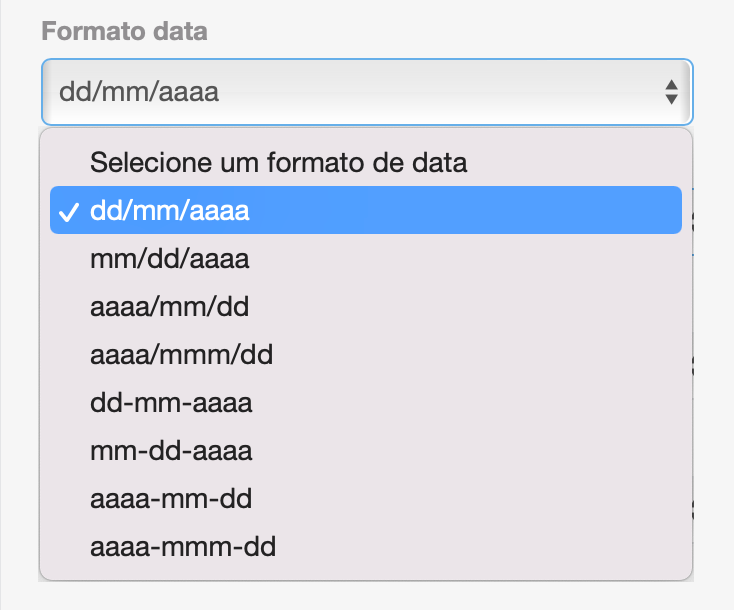 Formato data
dd/mm/aaaa
Selecione um formato de data
dd/mm/aaaa
mm/dd/aaaa
aaaa/mm/dd
aaaa/mmm/dd
dd-mm-aaaa
mm-dd-aaaa
aaaa-mm-dd
aaaa-mmm-dd